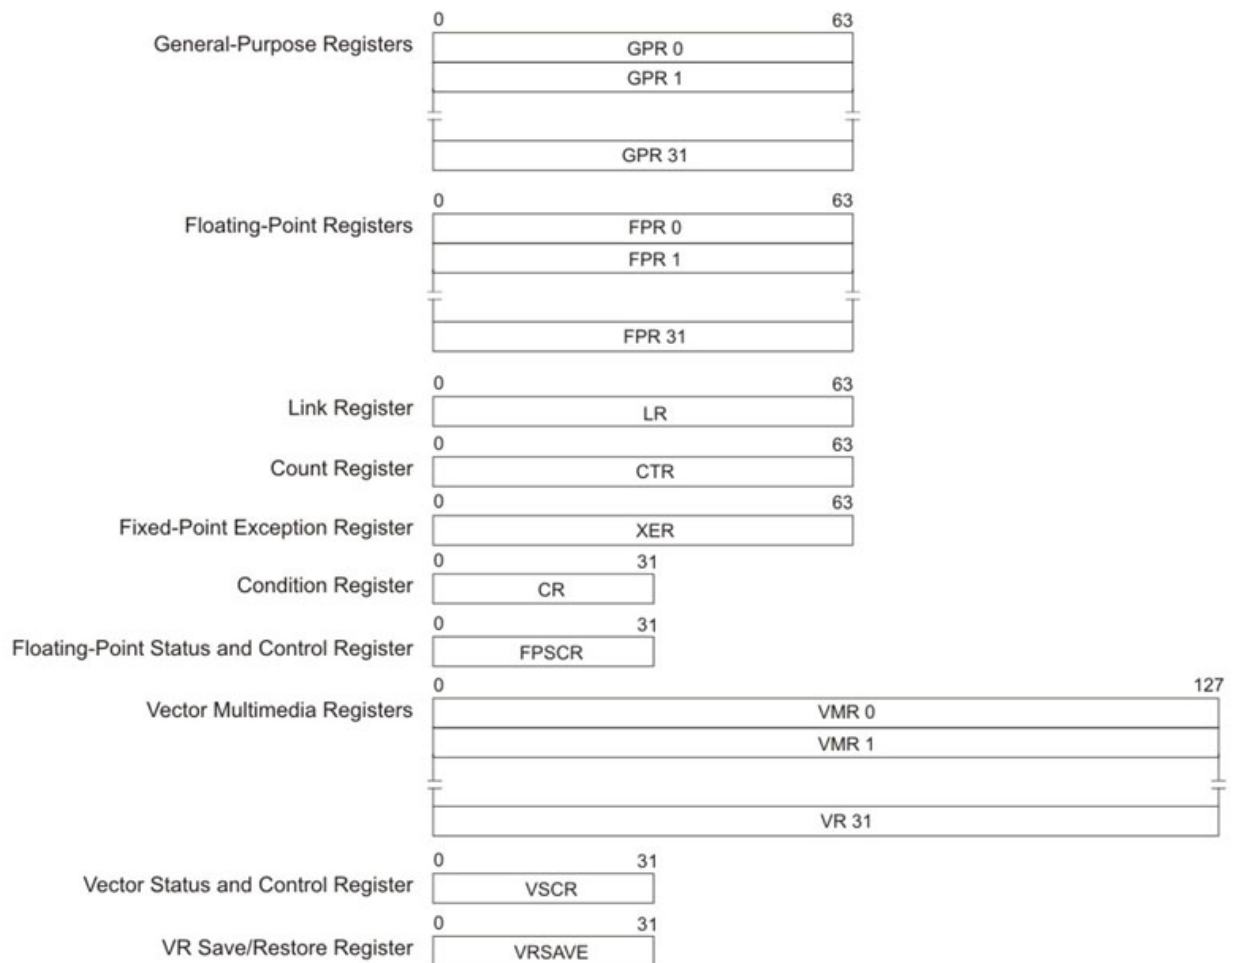 0 63
General-Purpose Registers GPR 0
GPR 1
GPR 31
0 63
Floating-Point Registers FPR 0
FPR 1
FPR 31
0 63
Link Register LR
0 63
Count Register CTR
0 63
Fixed-Point Exception Register XER
0 31
Condition Register CR
0 31
Floating-Point Status and Control Register FPSCR
0 127
Vector Multimedia Registers VMR 0
VMR 1
VR 31
0 31
Vector Status and Control Register VSCR
0 31
VR Save/Restore Register VRSAVE